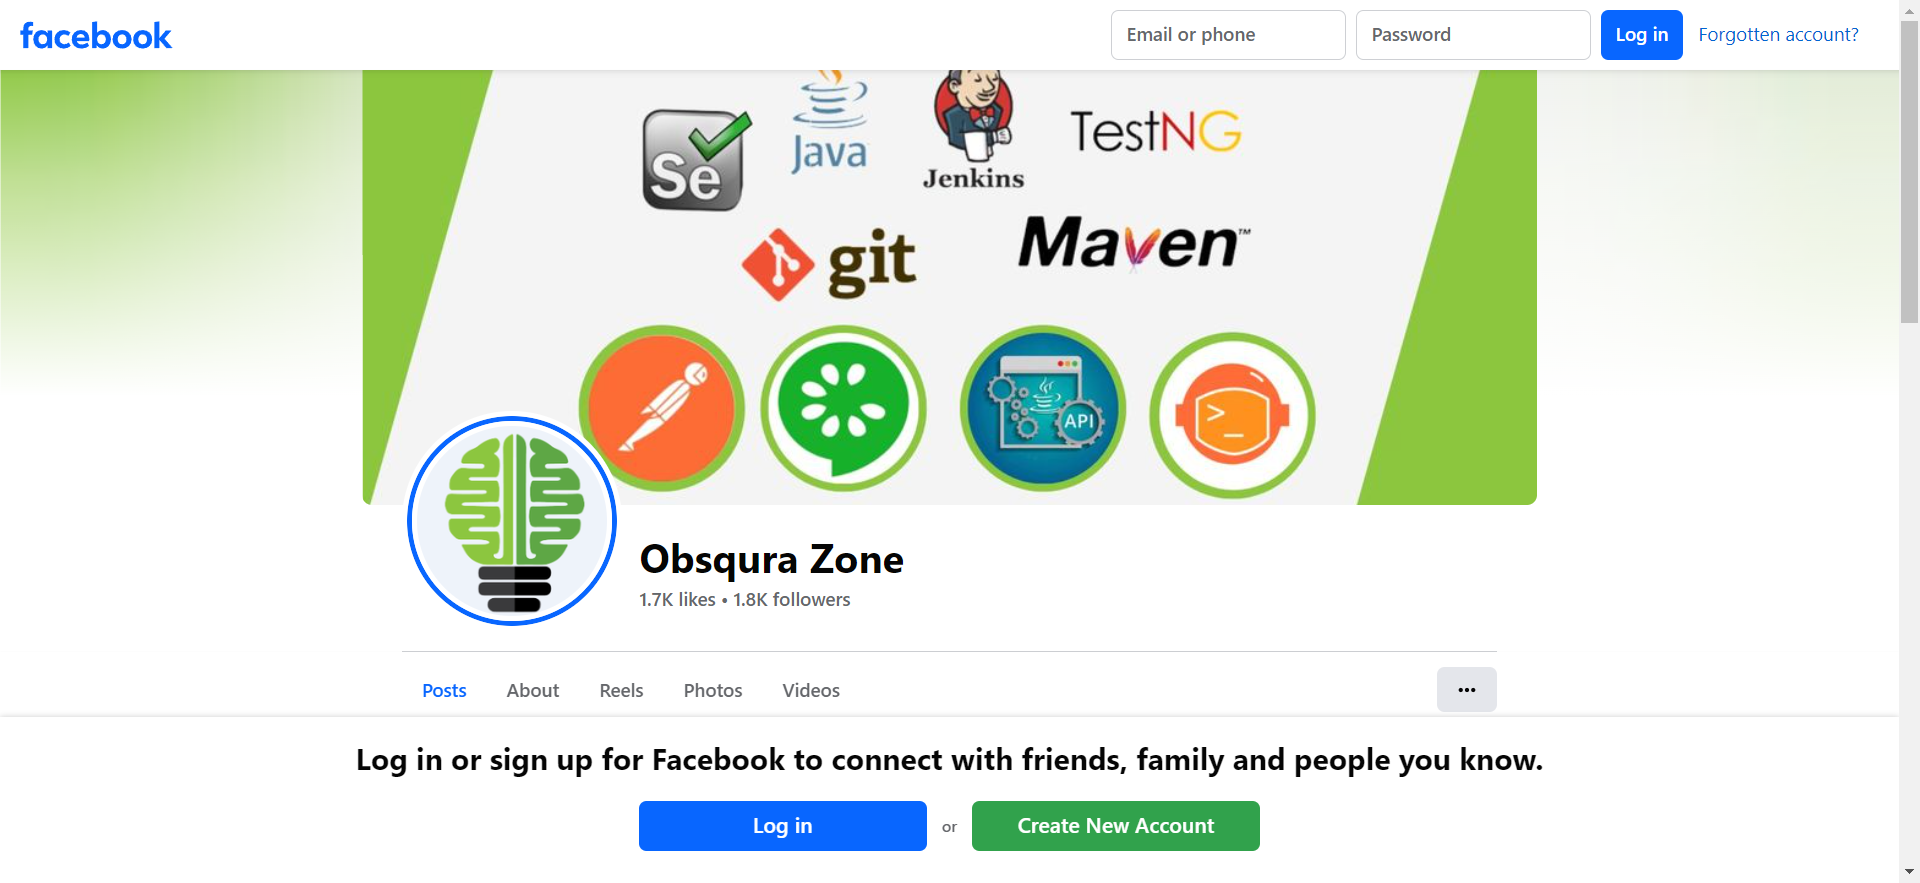 facebook
Email or phone
Password
Log in
Forgotten account?
Se
Java
Jenkins
TestNG
git
Maven™
API
>_
Obsqura Zone
1.7K likes • 1.8K followers
Posts
About
Reels
Photos
Videos
Log in or sign up for Facebook to connect with friends, family and people you know.
Log in
or
Create New Account